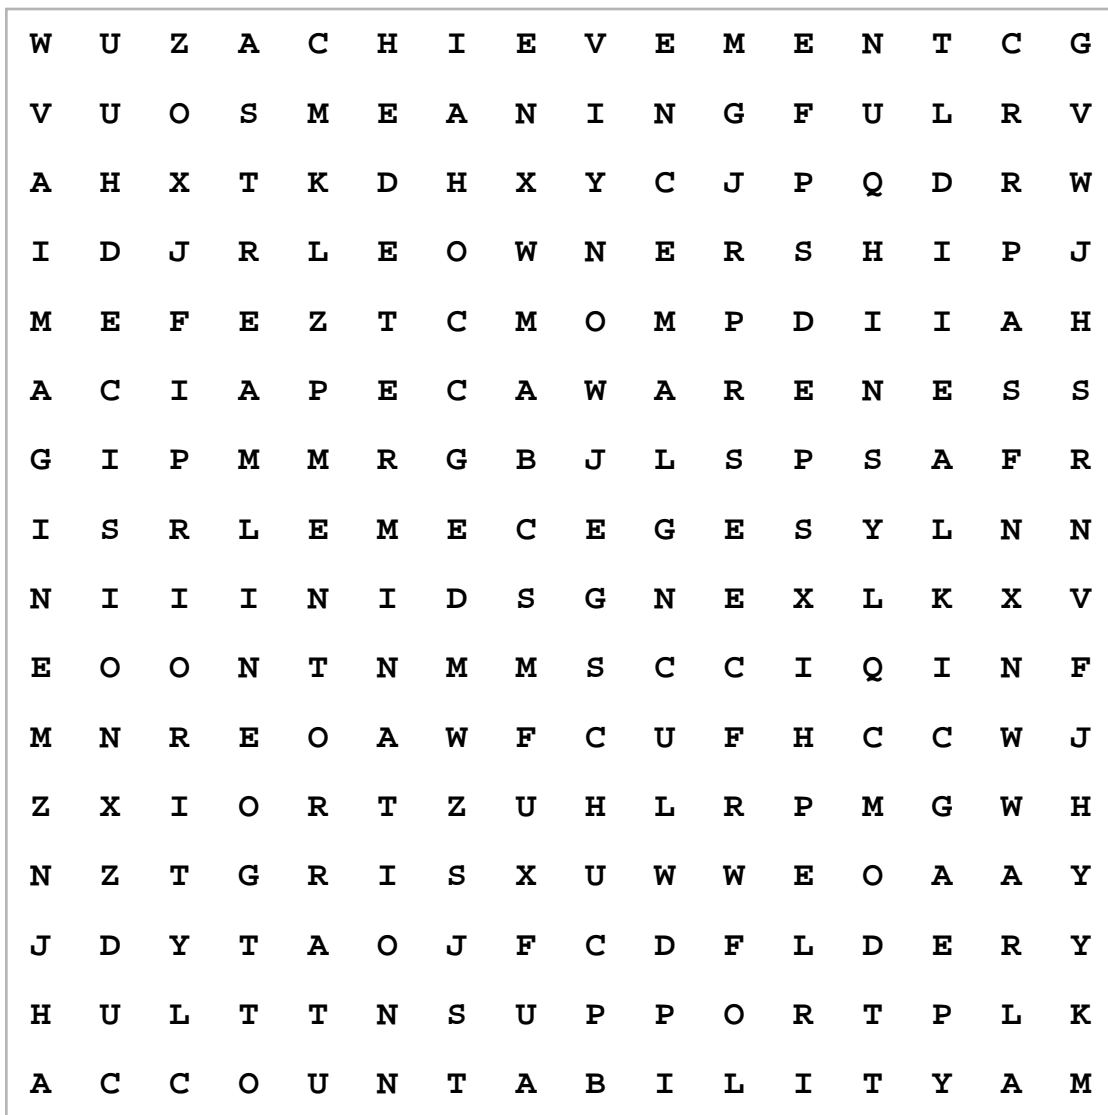 W U Z A C H I E V E M E N T C G
V U O S M E A N I N G F U L R V
A H X T K D H X Y C J P Q D R W
I D J R L E O W N E R S H I P J
M E F E Z T C M O M P D I I A H
A C I A P E C A W A R E N E S S
G I P M M R G B J L S P S A F R
I S R L E M E C E G E S Y L N N
N I I I N I D S G N E X L K X V
E O O N T N M M S C C I Q I N F
M N R E O A W F C U F H C C W J
Z X I O R T Z U H L R P M G W H
N Z T G R I S X U W W E O A A Y
J D Y T A O J F C D F L D E R Y
H U L T T N S U P P O R T P L K
A C C O U N T A B I L I T Y A M